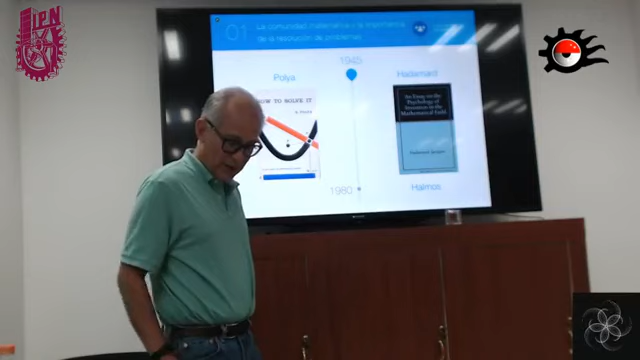 IPN
01 La comunidad matemática y la importancia
de la resolución de problemas
1945
Polya
Hadamard
HOW TO SOLVE IT
An Essay on the
Psychology of
Invention in the
Mathematical Field
1980
Halmos